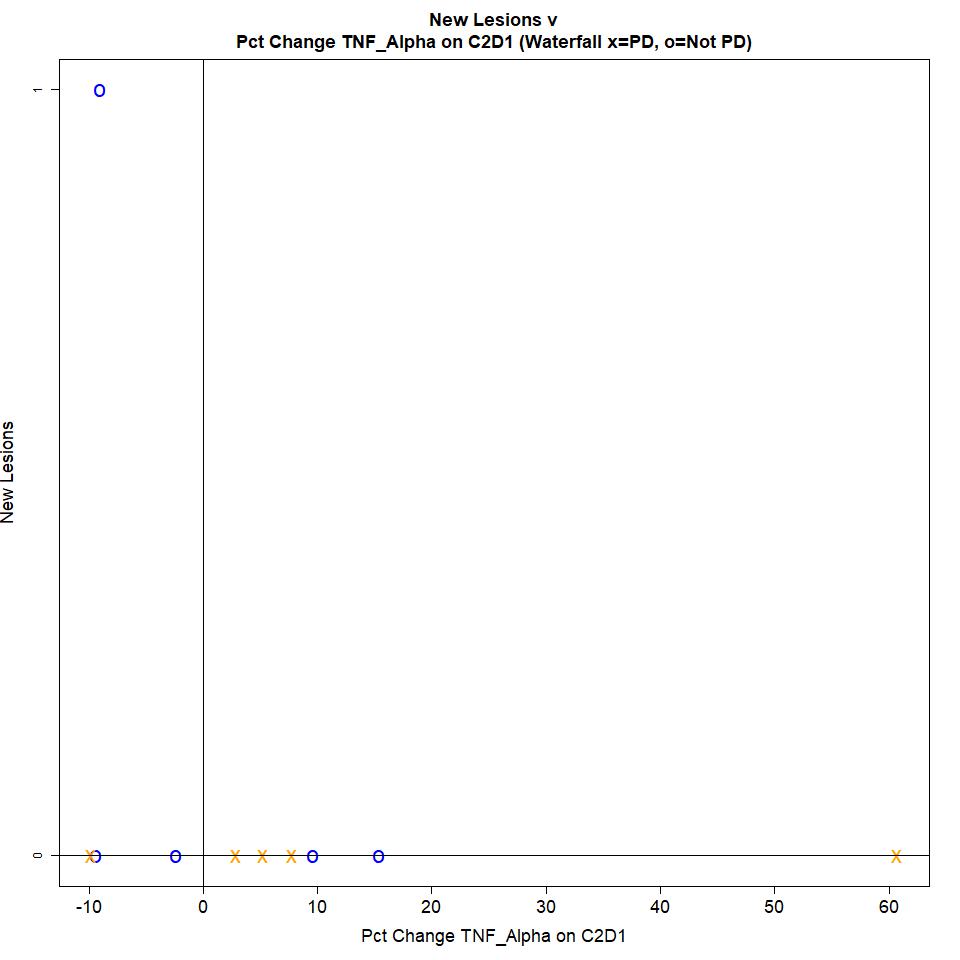 New Lesions v
Pct Change TNF_Alpha on C2D1 (Waterfall x=PD, o=Not PD)
1
o
New Lesions
0
x o o x x x o o x
-10 0 10 20 30 40 50 60
Pct Change TNF_Alpha on C2D1